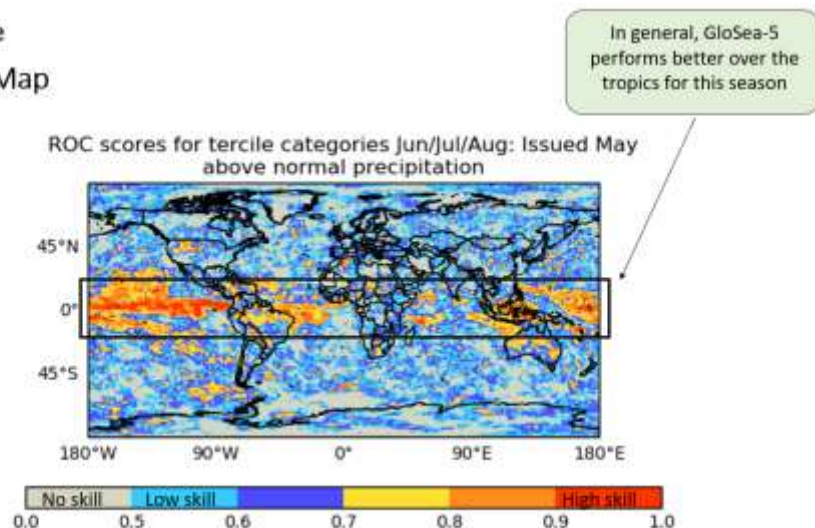 e
Map
In general, GloSea-5
performs better over the
tropics for this season
ROC scores for tercile categories Jun/Jul/Aug: Issued May
above normal precipitation
45°N
0°
45°S
180°W 90°W 0° 90°E 180°E
No skill Low skill High skill
0.0 0.5 0.6 0.7 0.8 0.9 1.0